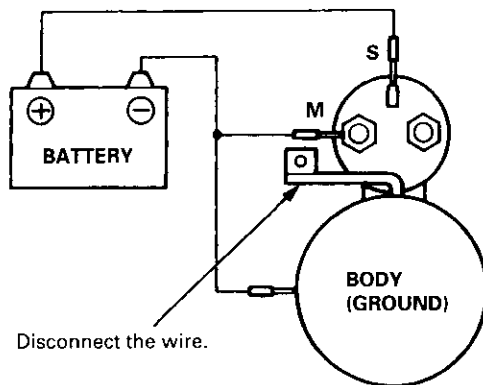 S
M
⊕ ⊖
BATTERY
BODY
(GROUND)
Disconnect the wire.